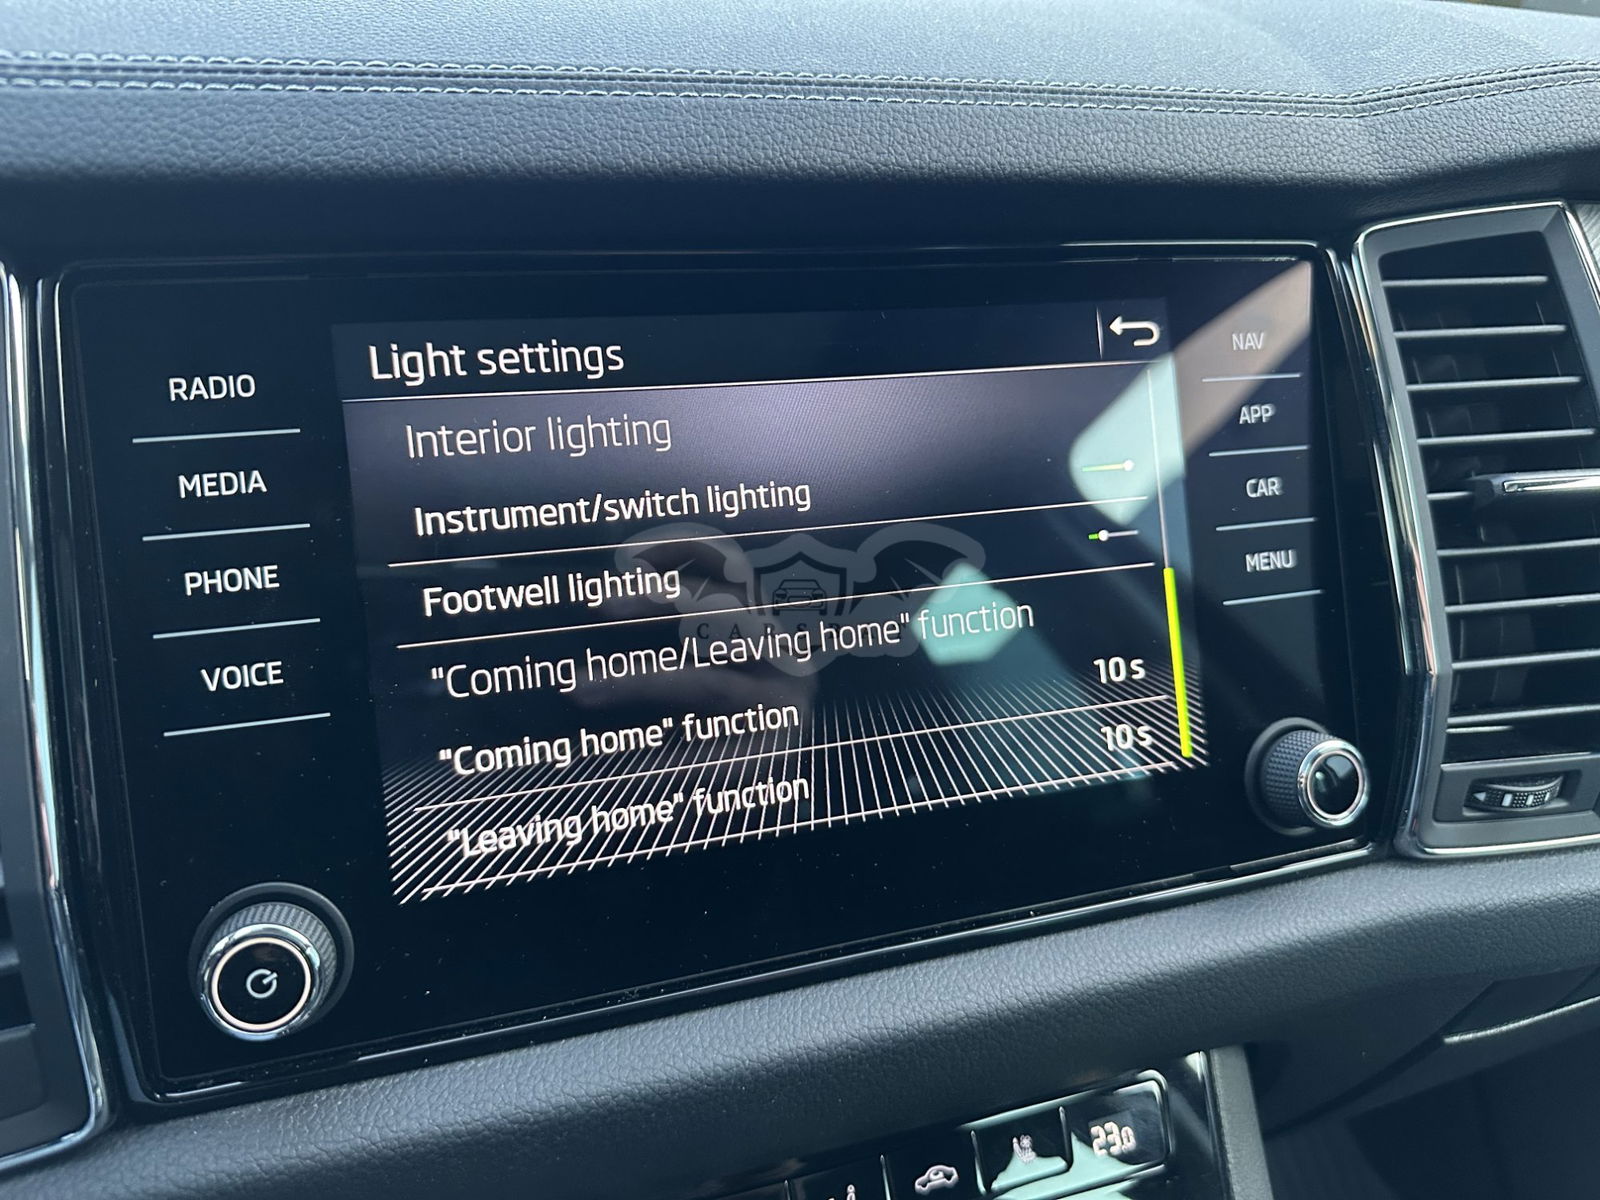 Light settings
Interior lighting
Instrument/switch lighting
Footwell lighting
"Coming home/Leaving home" function
"Coming home" function 10 s
"Leaving home" function 10 s
RADIO
MEDIA
PHONE
VOICE
NAV
APP
CAR
MENU
23.0